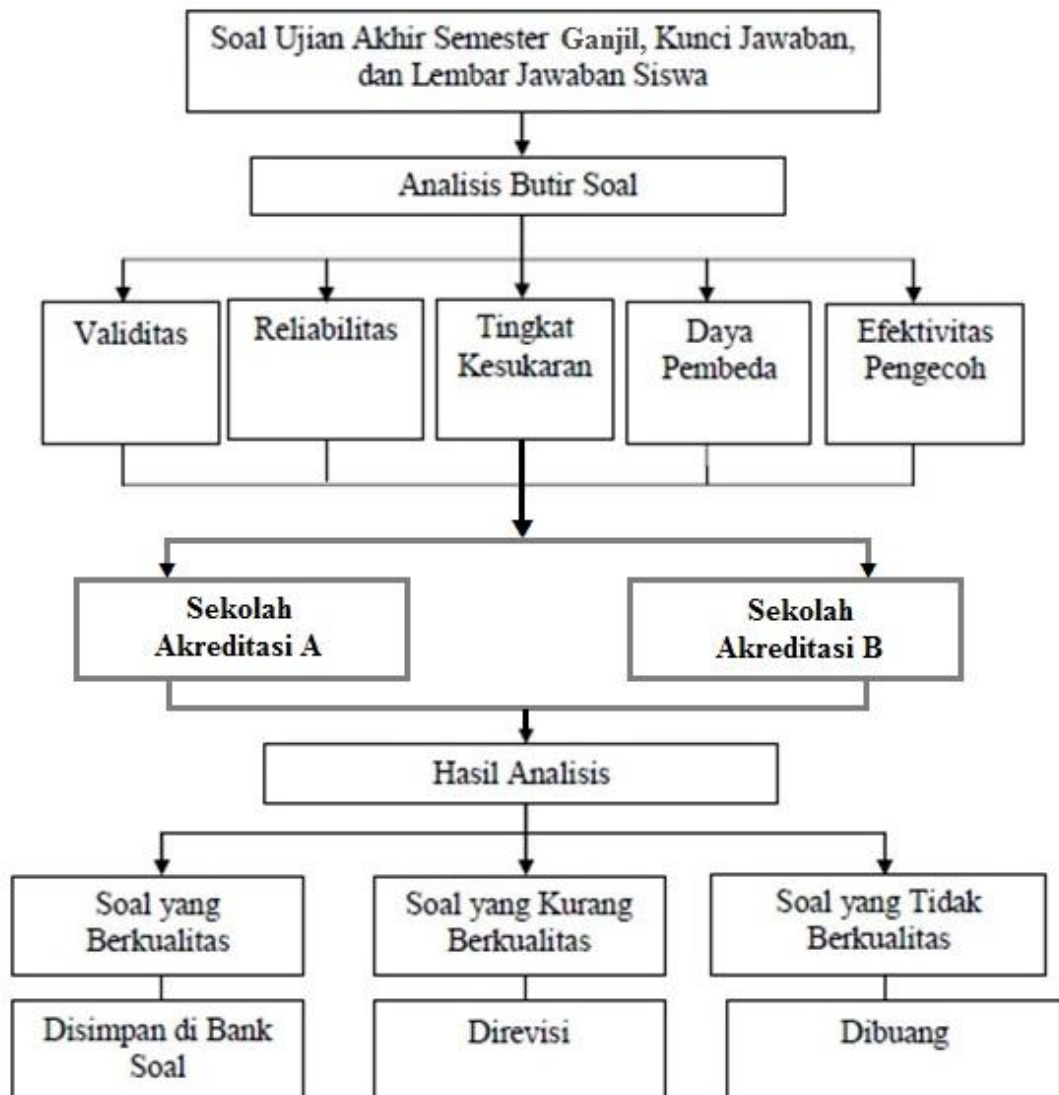 Soal Ujian Akhir Semester Ganjil, Kunci Jawaban,
dan Lembar Jawaban Siswa
Analisis Butir Soal
Validitas
Reliabilitas
Tingkat
Kesukaran
Daya
Pembeda
Efektivitas
Pengecoh
Sekolah
Akreditasi A
Sekolah
Akreditasi B
Hasil Analisis
Soal yang
Berkualitas
Soal yang Kurang
Berkualitas
Soal yang Tidak
Berkualitas
Disimpan di Bank
Soal
Direvisi
Dibuang